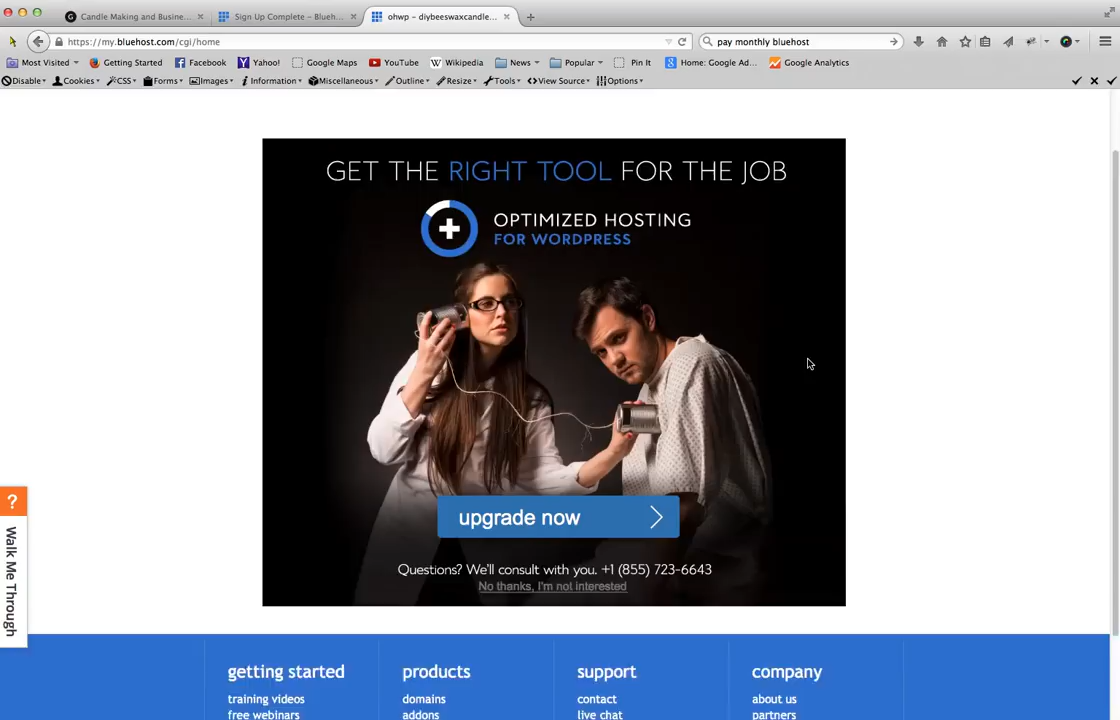 Candle Making and Busine...
Sign Up Complete – Blueh...
ohwp – diybeeswaxcandle...
https://my.bluehost.com/cgi/home
pay monthly bluehost
Most Visited
Getting Started
Facebook
Yahoo!
Google Maps
YouTube
Wikipedia
News
Popular
Pin It
Home: Google Ad...
Google Analytics
Disable
Cookies
CSS
Forms
Images
Information
Miscellaneous
Outline
Resize
Tools
View Source
Options
GET THE RIGHT TOOL FOR THE JOB
OPTIMIZED HOSTING
FOR WORDPRESS
upgrade now
Questions? We'll consult with you. +1 (855) 723-6643
No thanks, I'm not interested
?
Walk Me Through
getting started
products
support
company
training videos
domains
contact
about us
free webinars
addons
live chat
partners